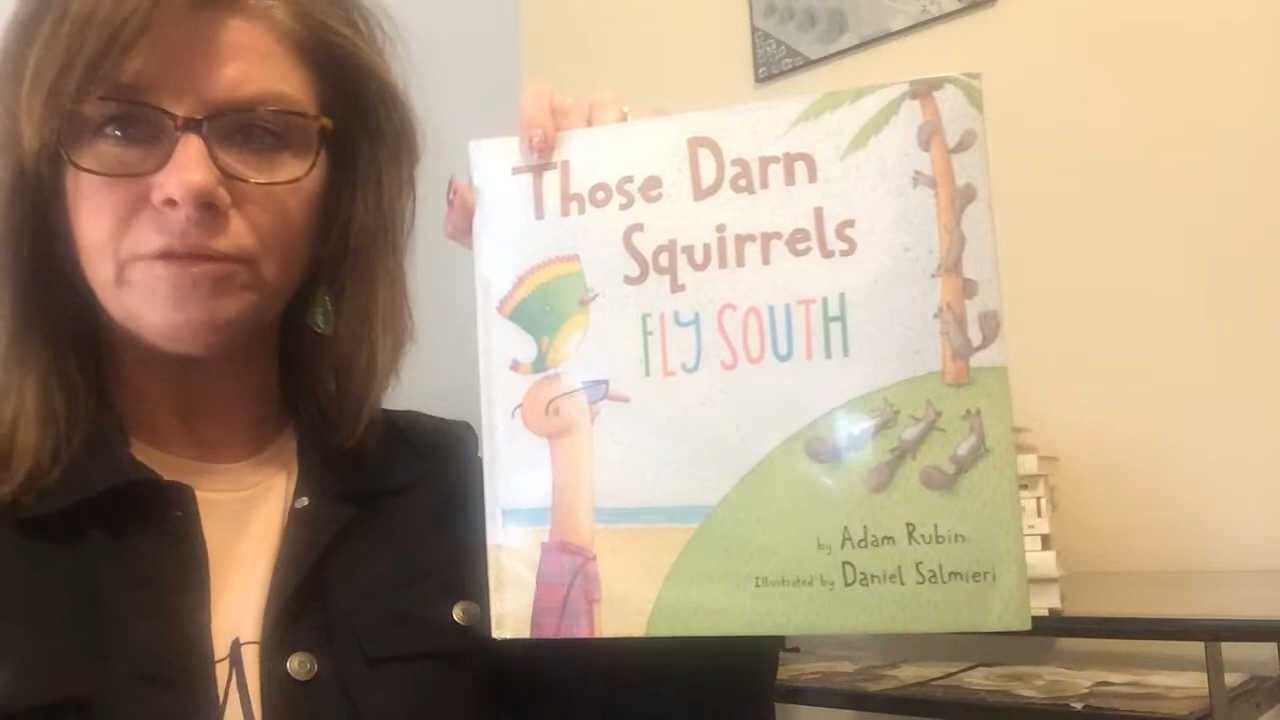 Those Darn
Squirrels
FLY SOUTH
by Adam Rubin
Illustrated by Daniel Salmieri